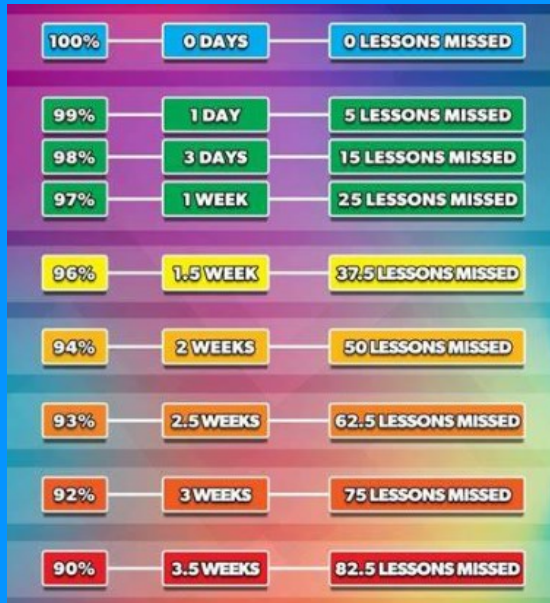 100% 0 DAYS 0 LESSONS MISSED
99% 1 DAY 5 LESSONS MISSED
98% 3 DAYS 15 LESSONS MISSED
97% 1 WEEK 25 LESSONS MISSED
96% 1.5 WEEK 37.5 LESSONS MISSED
94% 2 WEEKS 50 LESSONS MISSED
93% 2.5 WEEKS 62.5 LESSONS MISSED
92% 3 WEEKS 75 LESSONS MISSED
90% 3.5 WEEKS 82.5 LESSONS MISSED